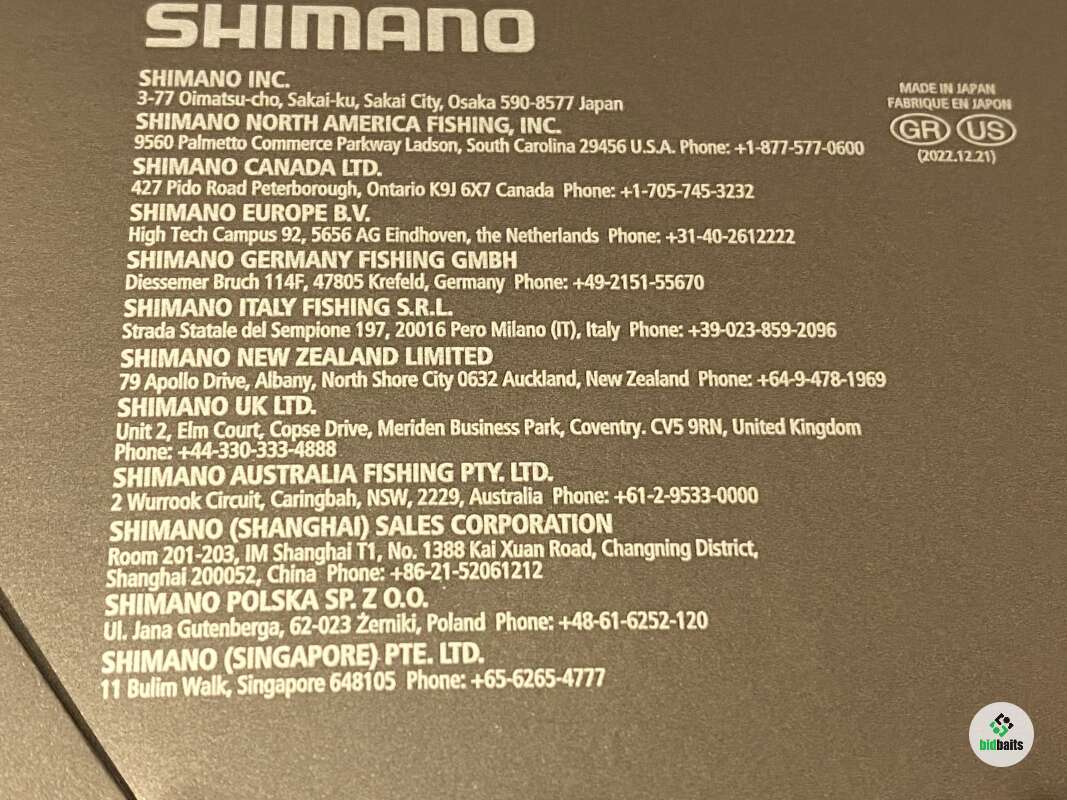 SHIMANO
SHIMANO INC.
3-77 Oimatsu-cho, Sakai-ku, Sakai City, Osaka 590-8577 Japan
SHIMANO NORTH AMERICA FISHING, INC.
9560 Palmetto Commerce Parkway Ladson, South Carolina 29456 U.S.A. Phone: +1-877-577-0600
SHIMANO CANADA LTD.
427 Pido Road Peterborough, Ontario K9J 6X7 Canada Phone: +1-705-745-3232
SHIMANO EUROPE B.V.
High Tech Campus 92, 5656 AG Eindhoven, the Netherlands Phone: +31-40-2612222
SHIMANO GERMANY FISHING GMBH
Diessemer Bruch 114F, 47805 Krefeld, Germany Phone: +49-2151-55670
SHIMANO ITALY FISHING S.R.L.
Strada Statale del Sempione 197, 20016 Pero Milano (IT), Italy Phone: +39-023-859-2096
SHIMANO NEW ZEALAND LIMITED
79 Apollo Drive, Albany, North Shore City 0632 Auckland, New Zealand Phone: +64-9-478-1969
SHIMANO UK LTD.
Unit 2, Elm Court, Copse Drive, Meriden Business Park, Coventry. CV5 9RN, United Kingdom
Phone: +44-330-333-4888
SHIMANO AUSTRALIA FISHING PTY. LTD.
2 Wurrook Circuit, Caringbah, NSW, 2229, Australia Phone: +61-2-9533-0000
SHIMANO (SHANGHAI) SALES CORPORATION
Room 201-203, IM Shanghai T1, No. 1388 Kai Xuan Road, Changning District,
Shanghai 200052, China Phone: +86-21-52061212
SHIMANO POLSKA SP. Z O.O.
Ul. Jana Gutenberga, 62-023 Żerniki, Poland Phone: +48-61-6252-120
SHIMANO (SINGAPORE) PTE. LTD.
11 Bulim Walk, Singapore 648105 Phone: +65-6265-4777
MADE IN JAPAN
FABRIQUE EN JAPON
GR US
(2022.12.21)
bidbaits